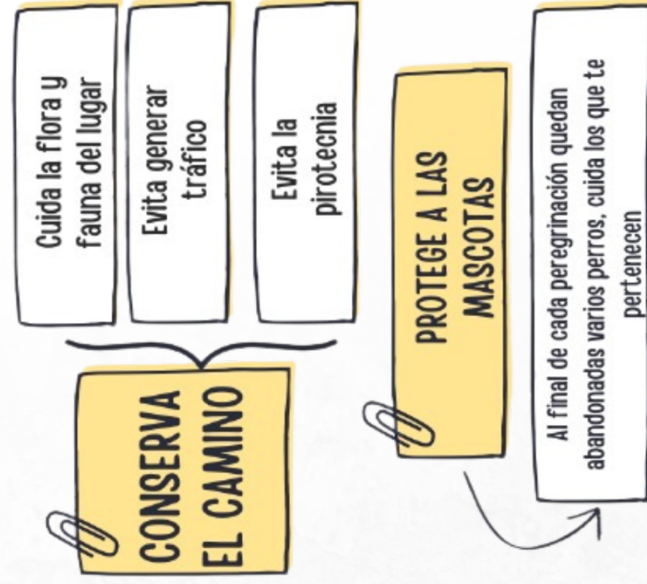 CONSERVA
EL CAMINO
Cuida la flora y
fauna del lugar
Evita generar
tráfico
Evita la
pirotecnia
PROTEGE A LAS
MASCOTAS
Al final de cada peregrinación quedan
abandonadas varios perros, cuida los que te
pertenecen